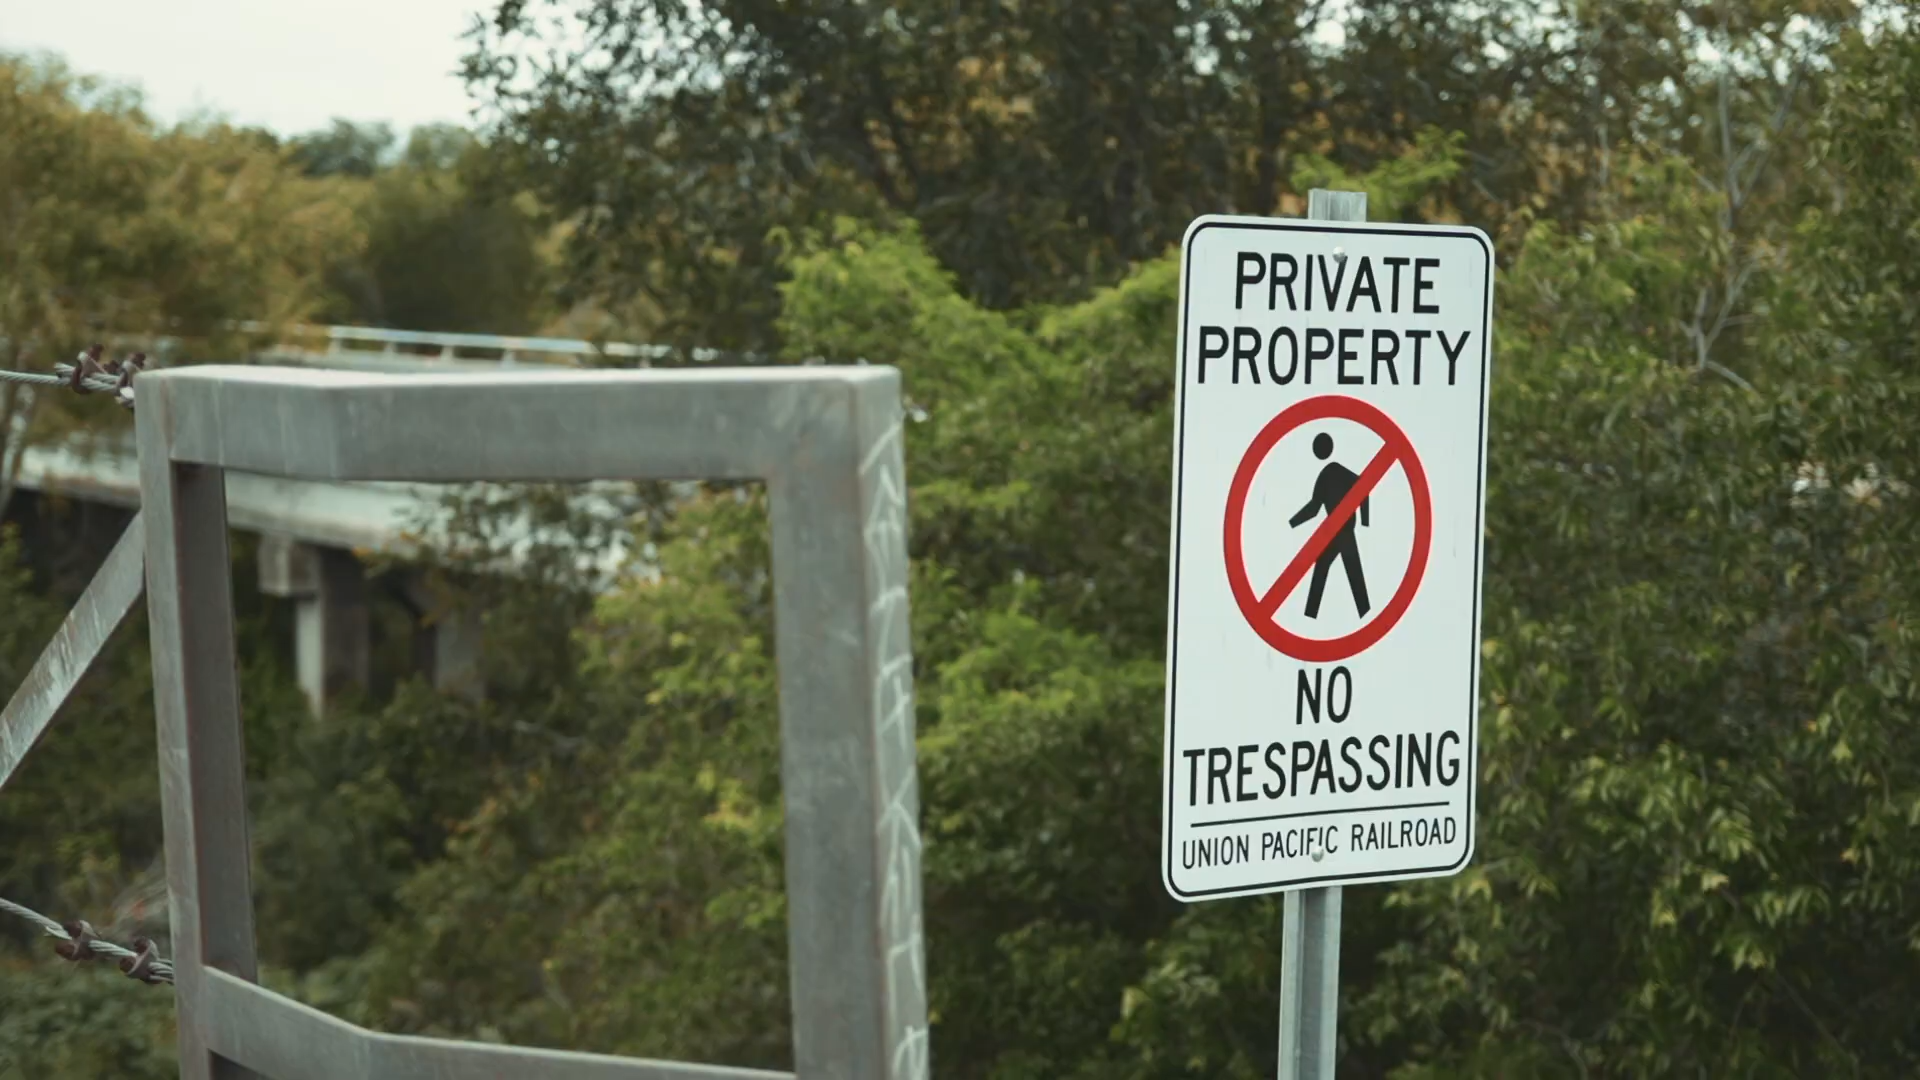 PRIVATE
PROPERTY
NO
TRESPASSING
UNION PACIFIC RAILROAD